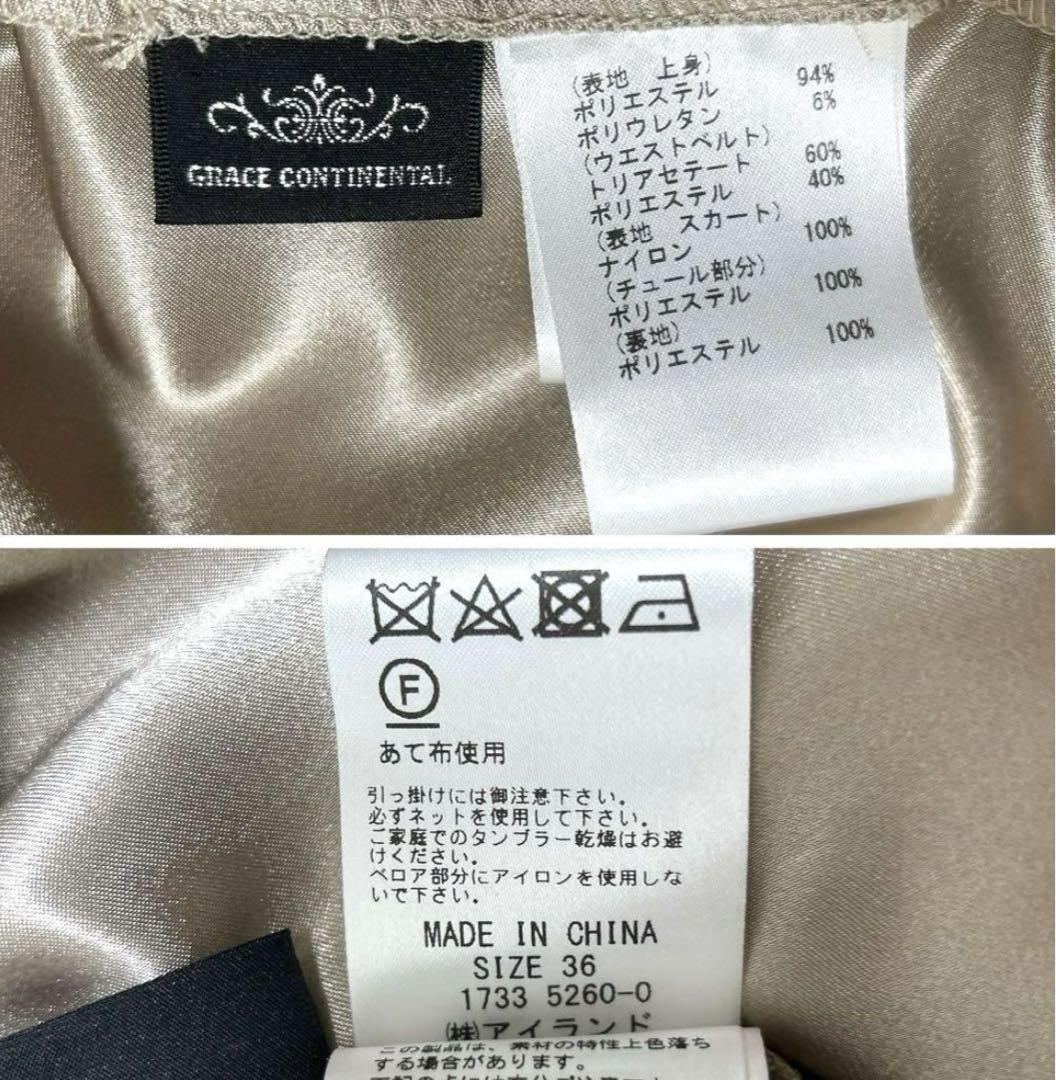 GRACE CONTINENTAL
(表地 上身)
ポリエステル 94%
ポリウレタン 6%
(ウエストベルト)
トリアセテート 60%
ポリエステル 40%
(表地 スカート)
ナイロン 100%
(チュール部分)
ポリエステル 100%
(裏地)
ポリエステル 100%
F
あて布使用
引っ掛けには御注意下さい。
必ずネットを使用して下さい。
ご家庭でのタンブラー乾燥はお避
けください。
ベロア部分にアイロンを使用しな
いで下さい。
MADE IN CHINA
SIZE 36
1733 5260-0
(株)アイランド
この製品は、素材の特性上色落ち
する場合があります。